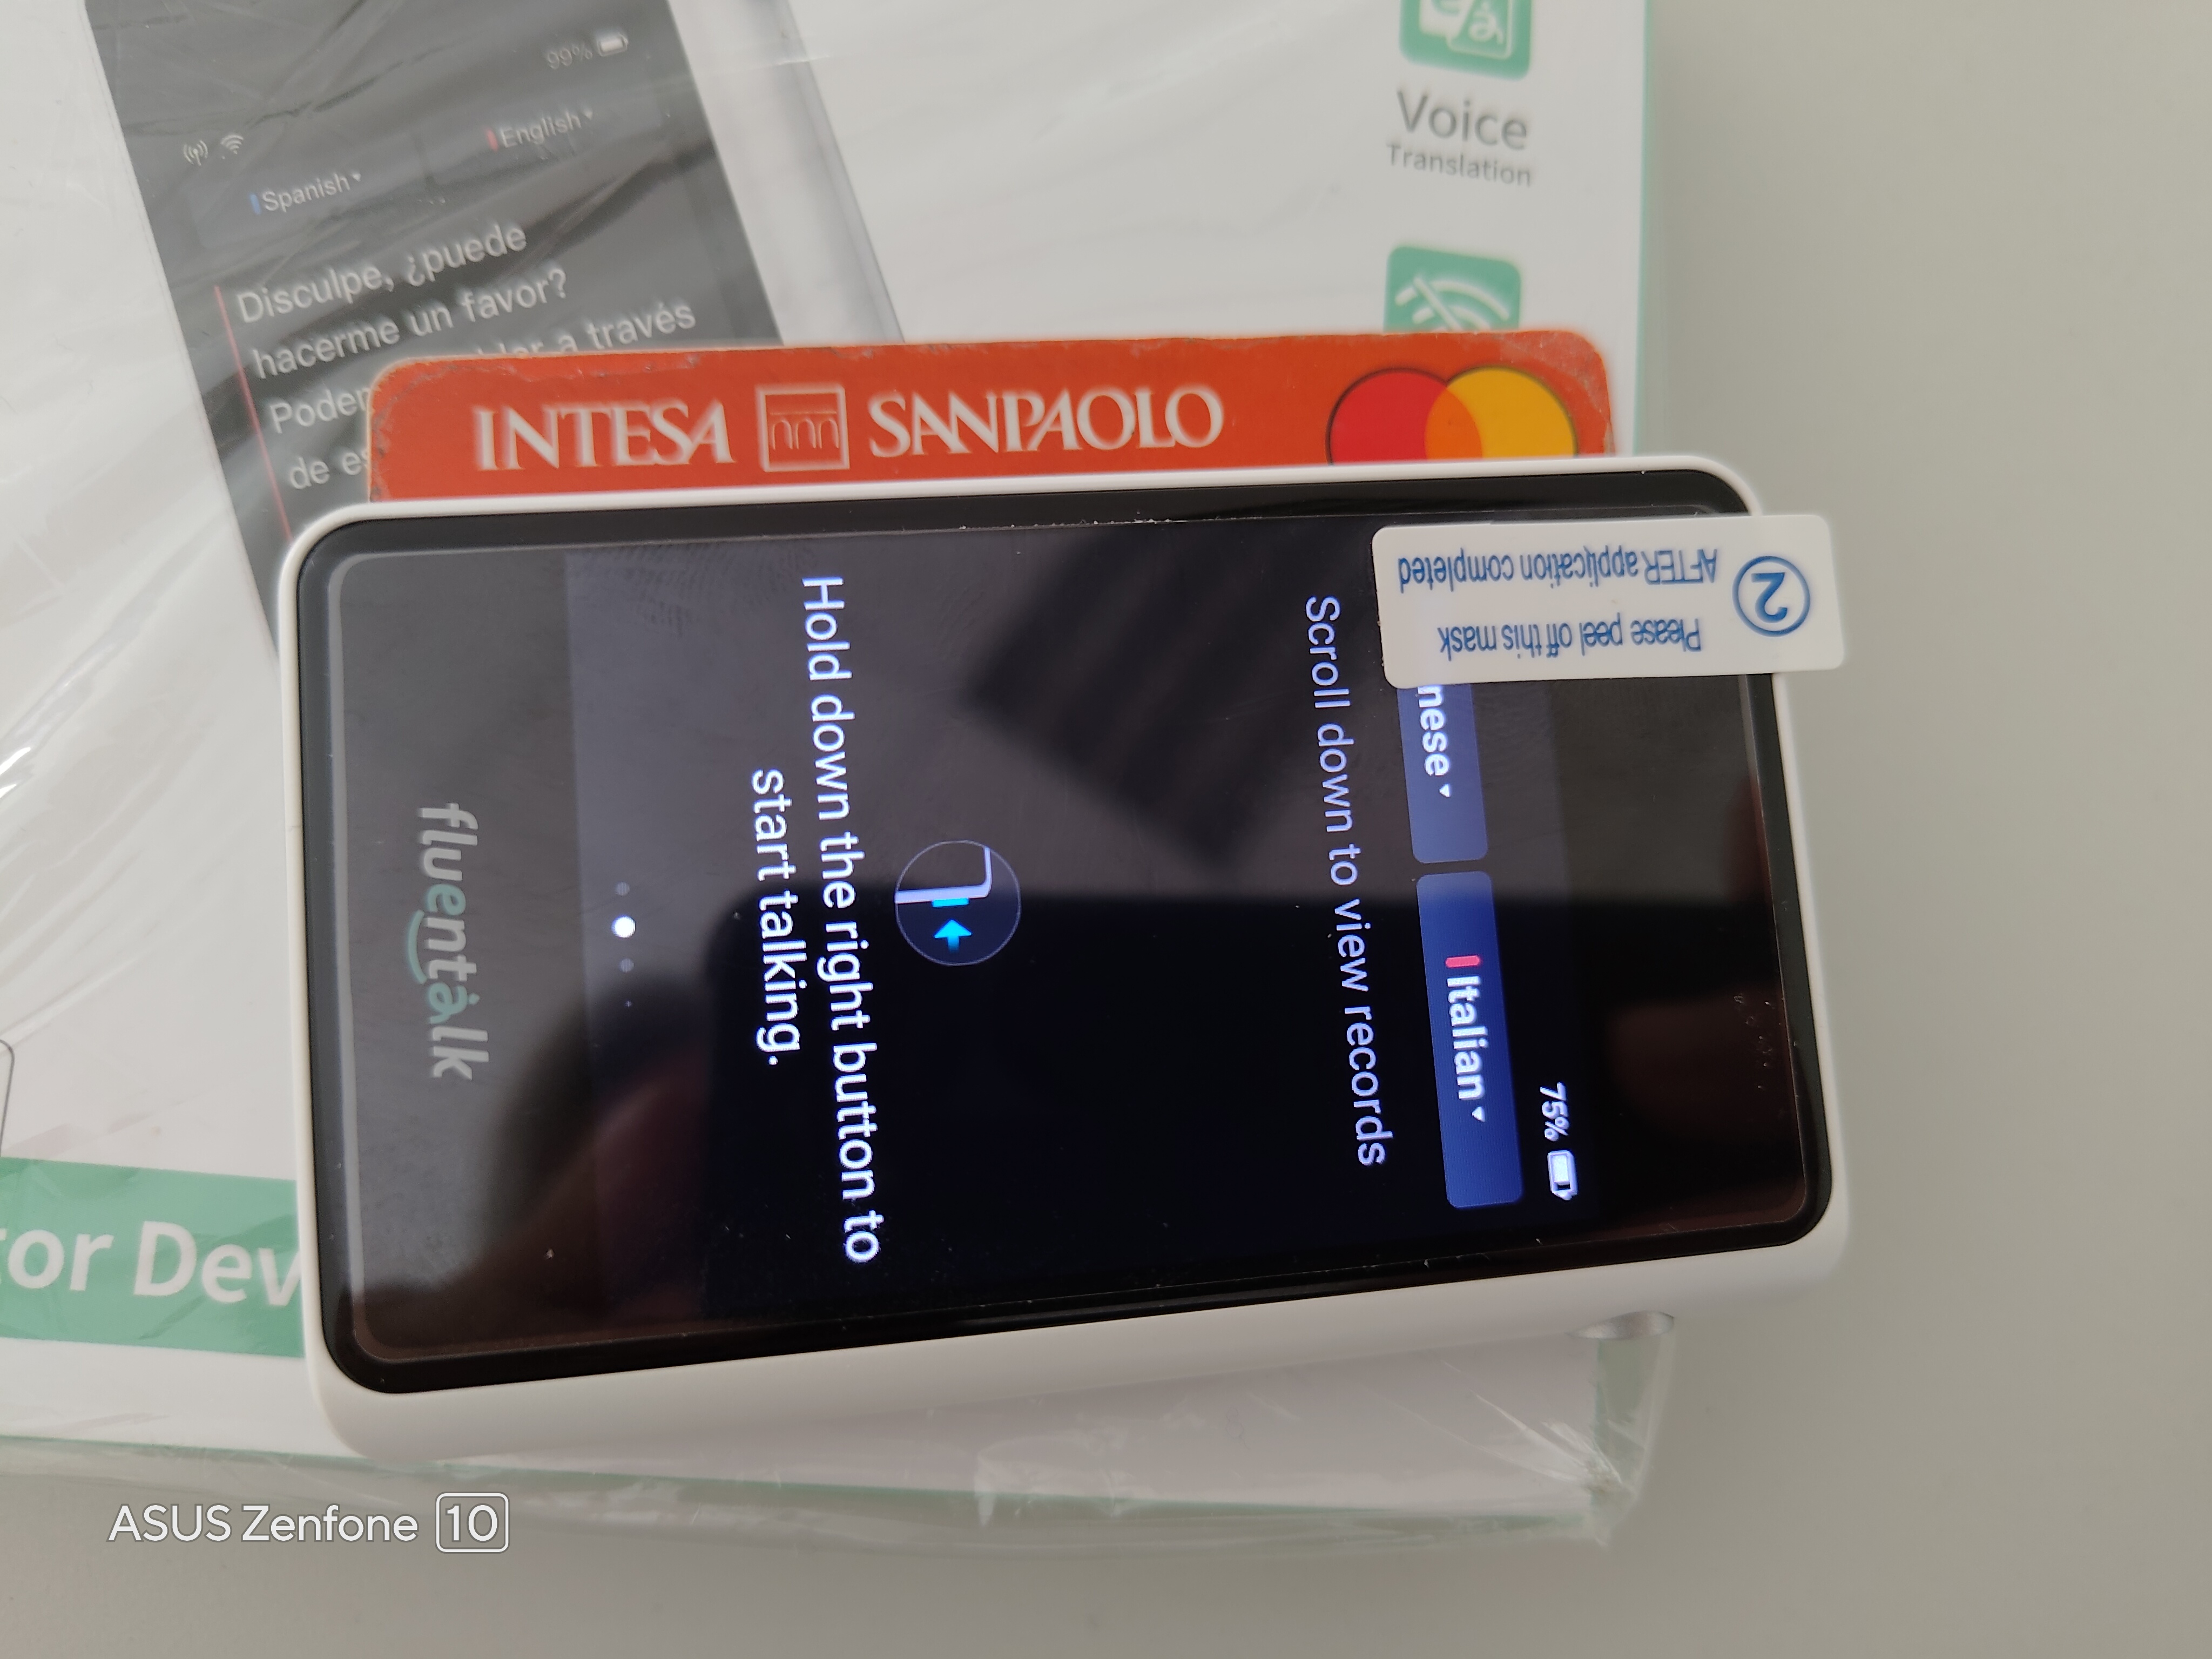 99%
English
Spanish
Disculpe, ¿puede
hacerme un favor?
a través
de
Voice
Translation
INTESA SANPAOLO
2
Please peel off this mask
AFTER application completed
75%
nese
Italian
Scroll down to view records
Hold down the right button to
start talking.
fluentalk
tor Dev
ASUS Zenfone 10